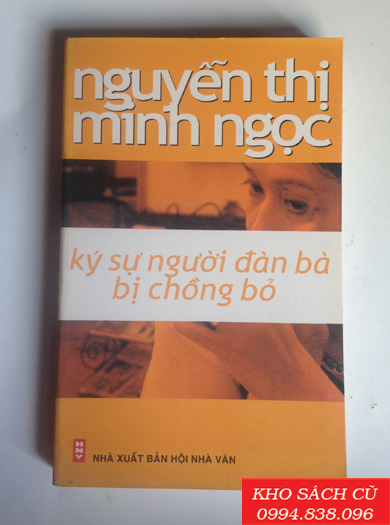 nguyễn thị
minh ngọc
ký sự người đàn bà
bị chồng bỏ
HNV
NHÀ XUẤT BẢN HỘI NHÀ VĂN
KHO SÁCH CŨ
0994.838.096